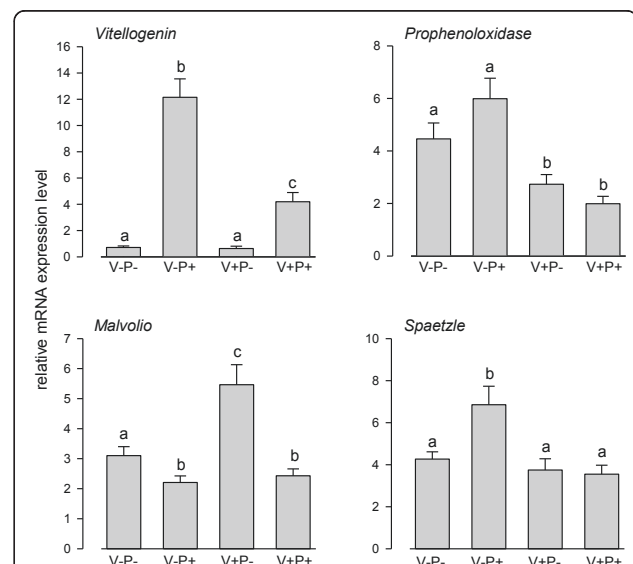 Vitellogenin
16
14
12
10
8
6
4
2
0
a
b
a
c
V-P-
V-P+
V+P-
V+P+
Prophenoloxidase
8
6
4
2
0
a
a
b
b
V-P-
V-P+
V+P-
V+P+
relative mRNA expression level
Malvolio
7
6
5
4
3
2
1
0
a
b
c
b
V-P-
V-P+
V+P-
V+P+
Spaetzle
10
8
6
4
2
0
a
b
a
a
V-P-
V-P+
V+P-
V+P+